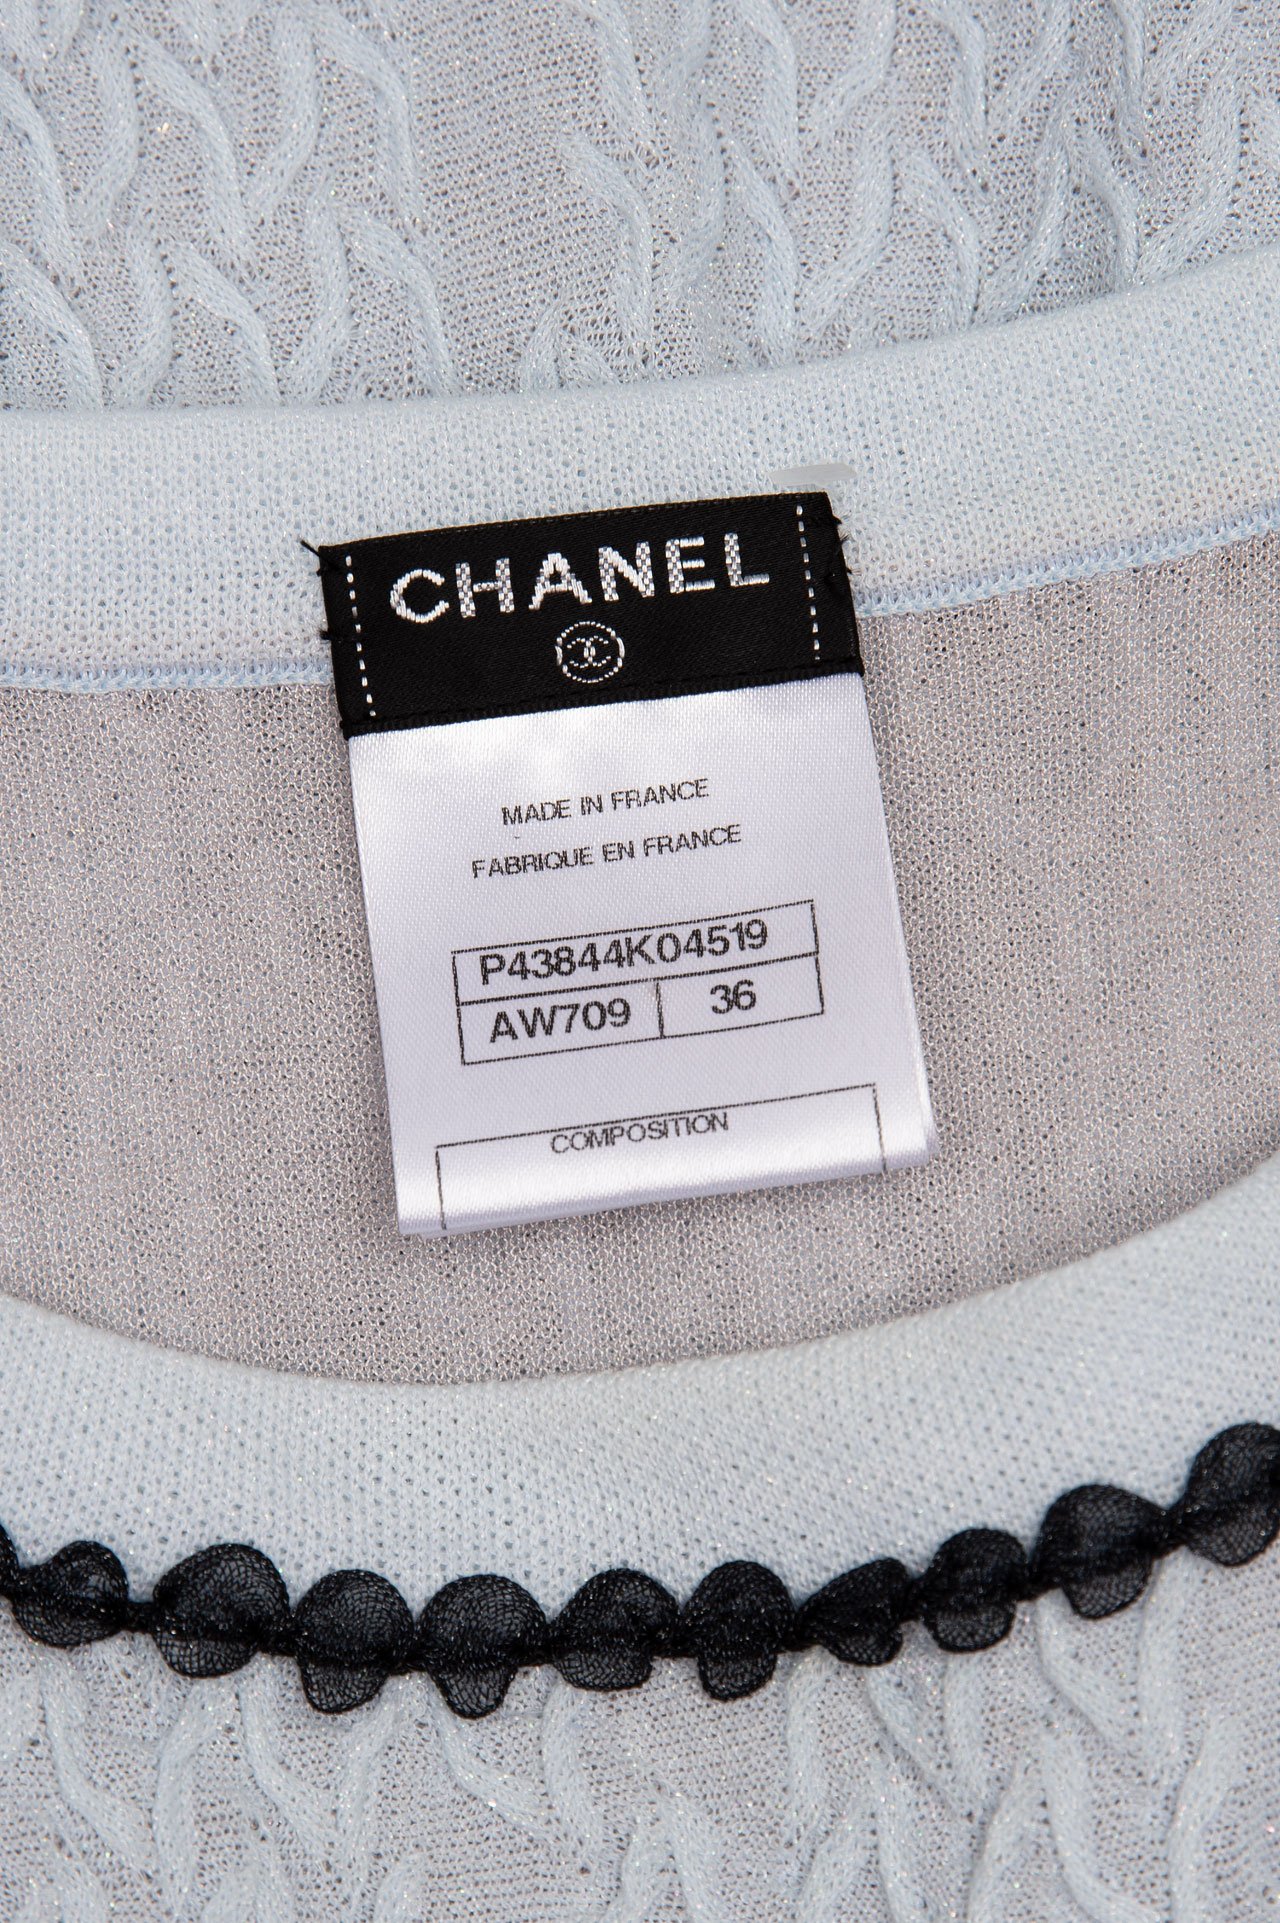 CHANEL
MADE IN FRANCE
FABRIQUE EN FRANCE
P43844K04519
AW709 36
COMPOSITION